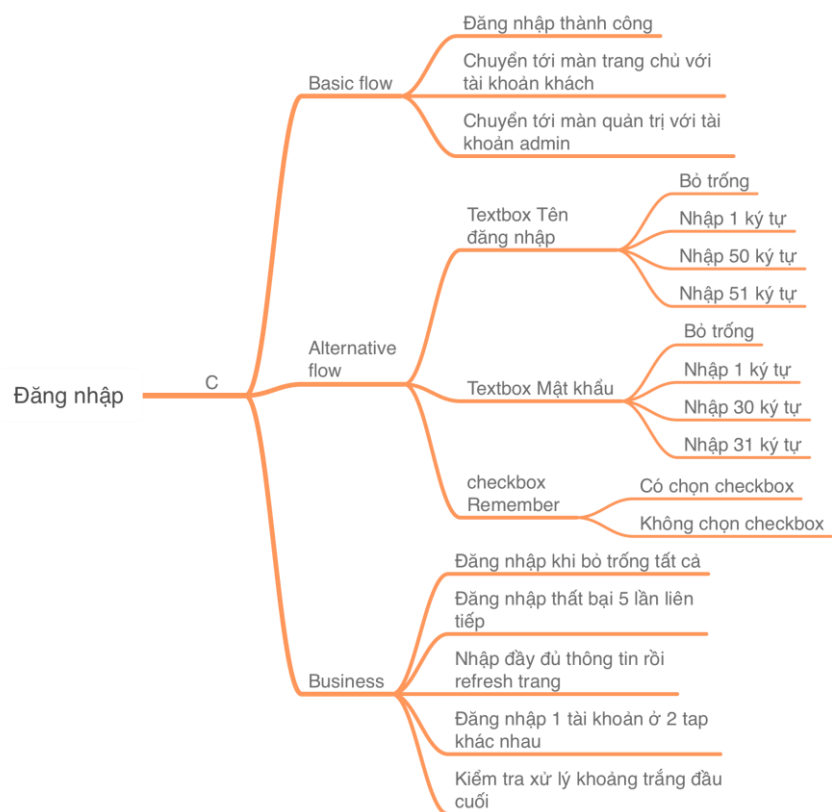 Đăng nhập
C
Basic flow
Đăng nhập thành công
Chuyển tới màn trang chủ với
tài khoản khách
Chuyển tới màn quản trị với tài
khoản admin
Alternative
flow
Textbox Tên
đăng nhập
Bỏ trống
Nhập 1 ký tự
Nhập 50 ký tự
Nhập 51 ký tự
Textbox Mật khẩu
Bỏ trống
Nhập 1 ký tự
Nhập 30 ký tự
Nhập 31 ký tự
checkbox
Remember
Có chọn checkbox
Không chọn checkbox
Business
Đăng nhập khi bỏ trống tất cả
Đăng nhập thất bại 5 lần liên
tiếp
Nhập đầy đủ thông tin rồi
refresh trang
Đăng nhập 1 tài khoản ở 2 tap
khác nhau
Kiểm tra xử lý khoảng trắng đầu
cuối